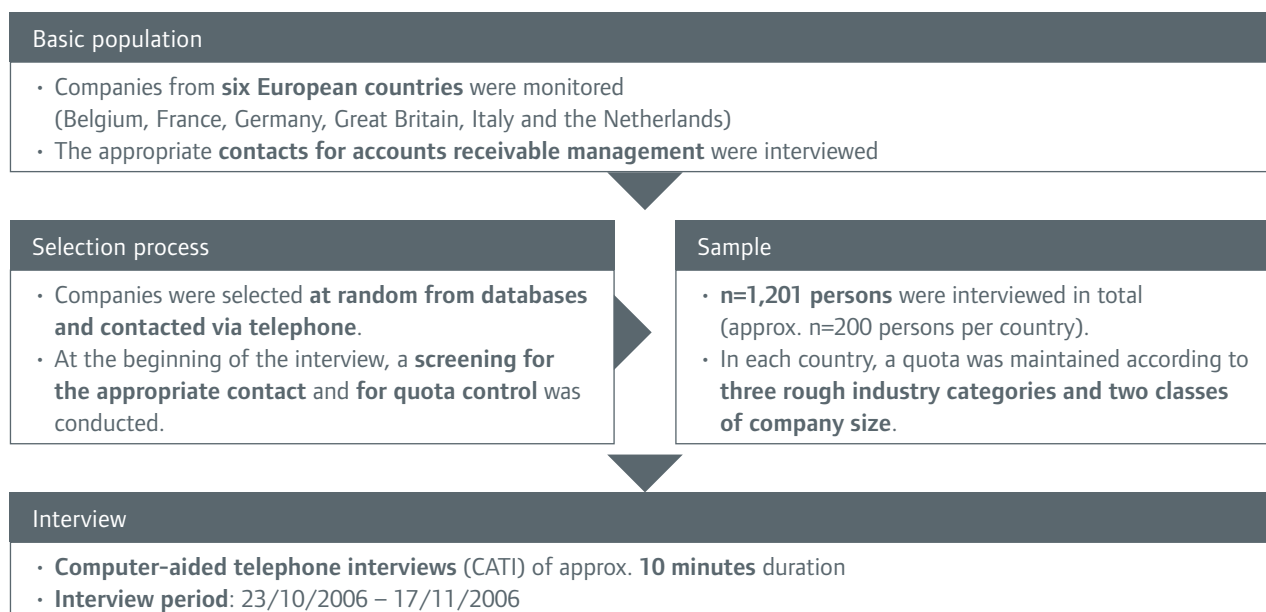 Basic population
· Companies from six European countries were monitored
(Belgium, France, Germany, Great Britain, Italy and the Netherlands)
· The appropriate contacts for accounts receivable management were interviewed
Selection process
· Companies were selected at random from databases
and contacted via telephone.
· At the beginning of the interview, a screening for
the appropriate contact and for quota control was
conducted.
Sample
· n=1,201 persons were interviewed in total
(approx. n=200 persons per country).
· In each country, a quota was maintained according to
three rough industry categories and two classes
of company size.
Interview
· Computer-aided telephone interviews (CATI) of approx. 10 minutes duration
· Interview period: 23/10/2006 – 17/11/2006